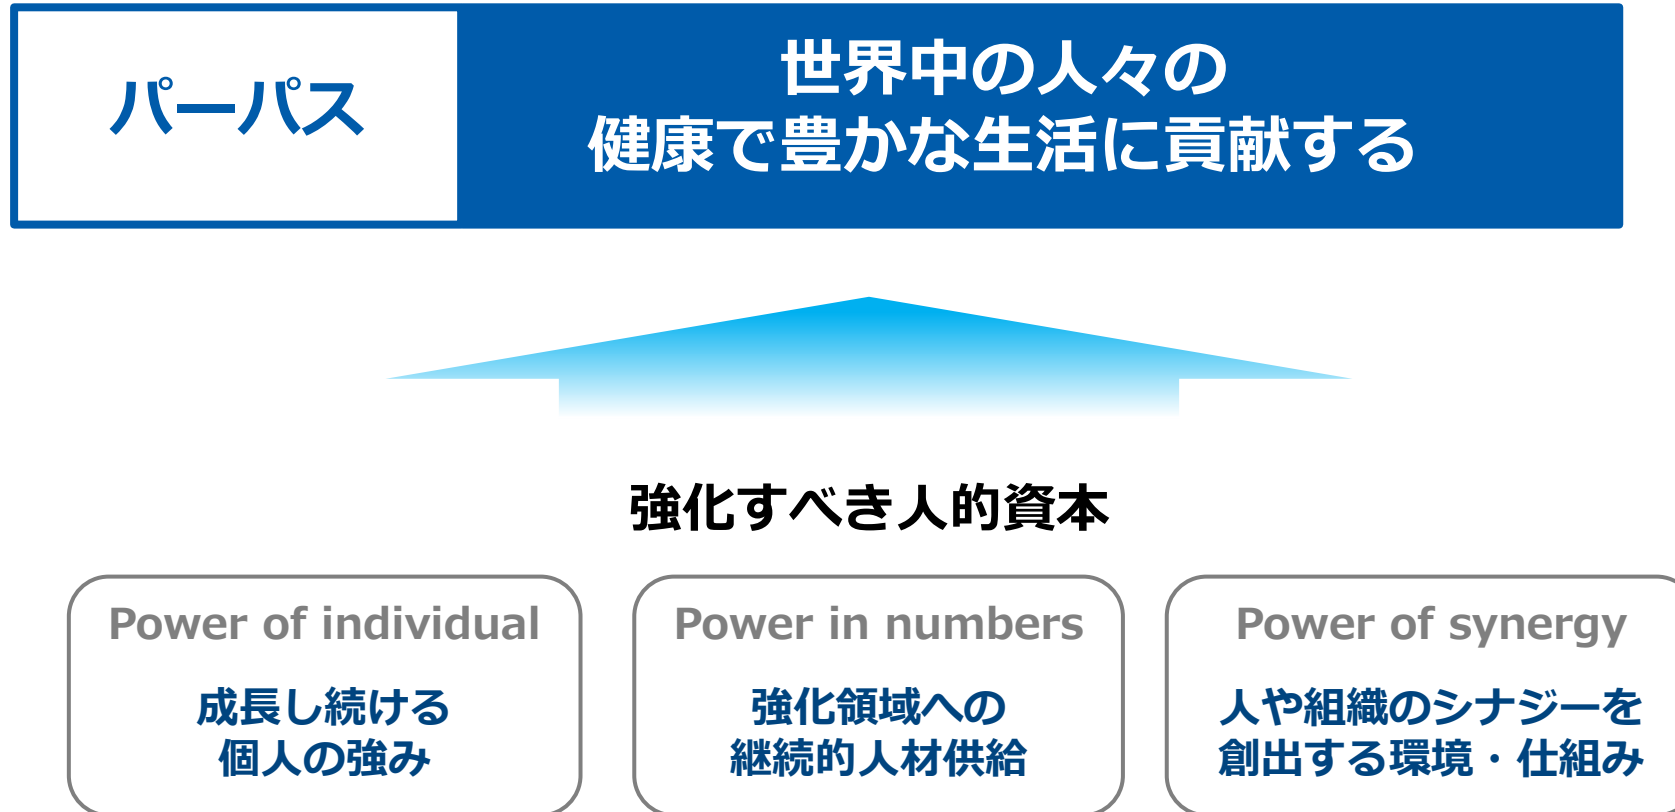 パーパス
世界中の人々の
健康で豊かな生活に貢献する
強化すべき人的資本
Power of individual
成長し続ける
個人の強み
Power in numbers
強化領域への
継続的人材供給
Power of synergy
人や組織のシナジーを
創出する環境・仕組み